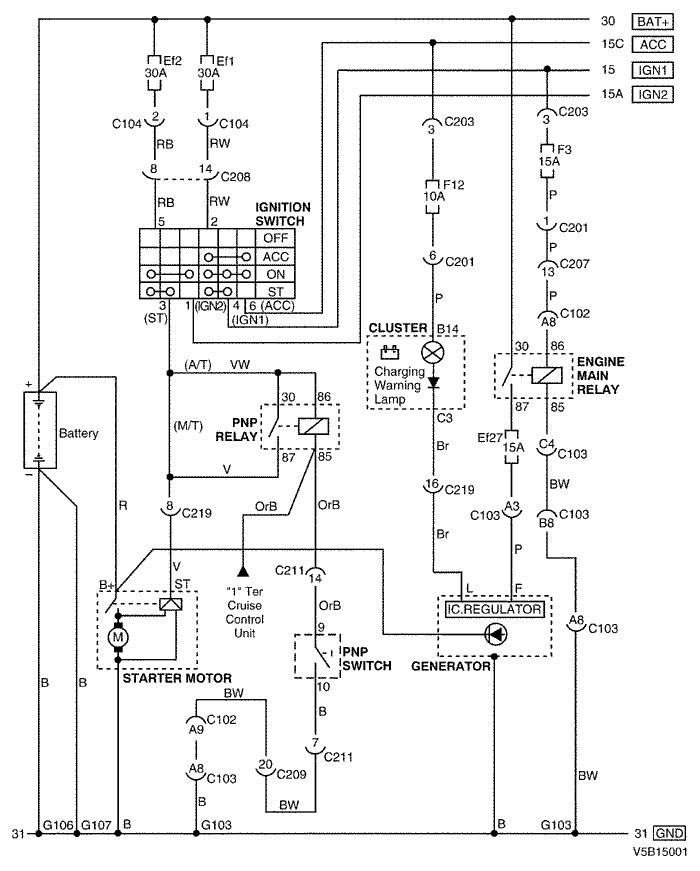 30 BAT+
15C ACC
15 IGN1
15A IGN2
Ef2 30A
Ef1 30A
2 C104
1 C104
C203 3
C203 3
RB
RW
F3 15A
8 14 C208
F12 10A
P
RB
RW
IGNITION SWITCH
5 2
1 C201
OFF
P
ACC
6 C201
C207 13
ON
ST
P
P
3 1 (IGN2) 4 6 (ACC)
(ST) (IGN1)
A8 C102
CLUSTER B14
30 86
(A/T) VW
Charging Warning Lamp
ENGINE MAIN RELAY
+
30 86
87 85
Battery
(M/T)
PNP RELAY
C3
Ef27 15A
C4 C103
–
V
87 85
Br
16 C219
BW
R
8 C219
OrB
OrB
A3 C103
B8 C103
Br
P
V
C211 14
B+ ST
"1" Ter Cruise Control Unit
L F
IC.REGULATOR
OrB
A8 C103
M
9
PNP SWITCH
GENERATOR
STARTER MOTOR
10
B B
BW
B
C102 A9
7 C211
A8 C103
20 C209
BW
B
BW
31 G106 G107 B G103 B G103 31 GND
V5B15001